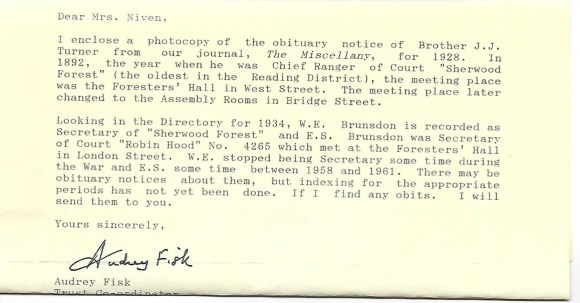 Dear Mrs. Niven,
I enclose a photocopy of the obituary notice of Brother J.J.
Turner from our journal, The Miscellany, for 1928. In
1892, the year when he was Chief Ranger of Court "Sherwood
Forest" (the oldest in the Reading District), the meeting place
was the Foresters' Hall in West Street. The meeting place later
changed to the Assembly Rooms in Bridge Street.
Looking in the Directory for 1934, W.E. Brunsdon is recorded as
Secretary of "Sherwood Forest" and E.S. Brunsdon was Secretary
of Court "Robin Hood" No. 4265 which met at the Foresters' Hall
in London Street. W.E. stopped being Secretary some time during
the War and E.S. some time between 1958 and 1961. There may be
obituary notices about them, but indexing for the appropriate
periods has not yet been done. If I find any obits. I will
send them to you.
Yours sincerely,
Audrey Fisk
Audrey Fisk
Trust Co-ordinator